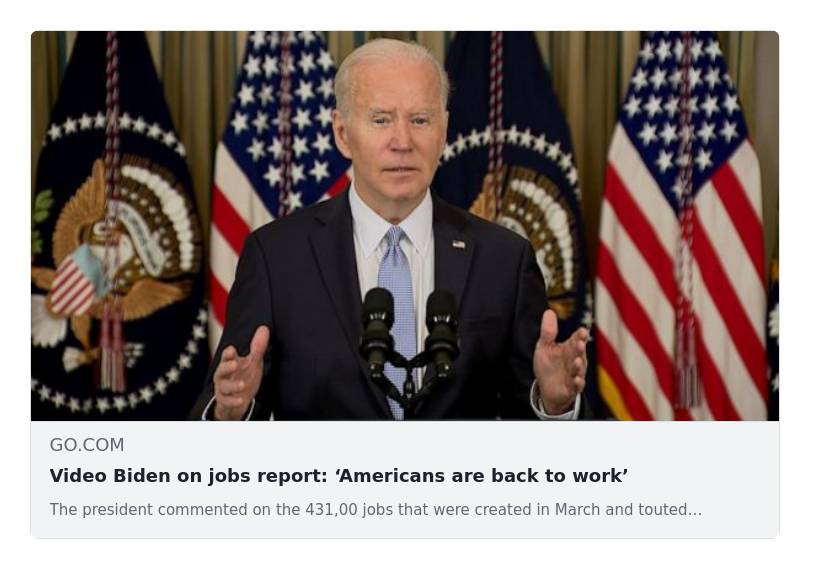 GO.COM
Video Biden on jobs report: ‘Americans are back to work’
The president commented on the 431,00 jobs that were created in March and touted...